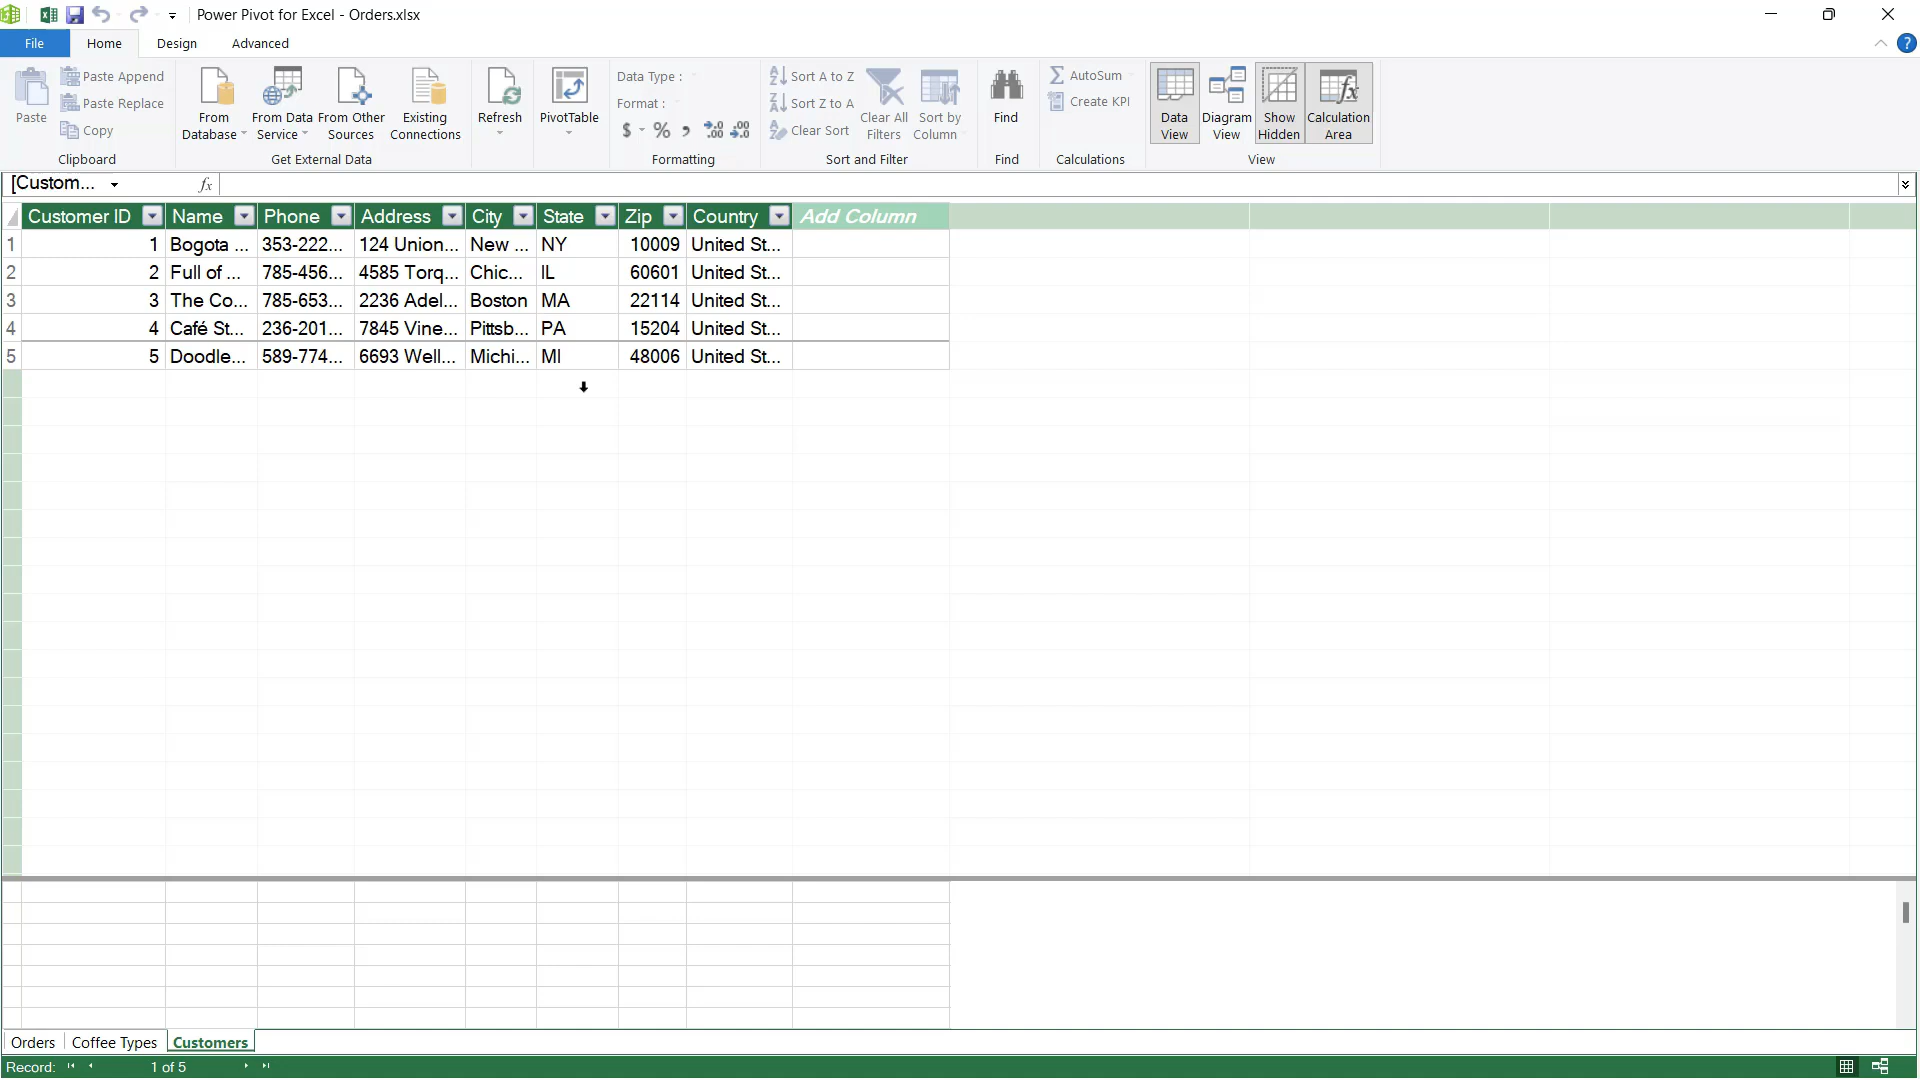 Power Pivot for Excel - Orders.xlsx
File Home Design Advanced ?
Paste Paste Append Paste Replace Copy
From Database From Data Service From Other Sources Existing Connections
Refresh
PivotTable
Data Type :
Format :
$ % ,
Sort A to Z
Sort Z to A
Clear Sort
Clear All Filters Sort by Column
Find
AutoSum
Create KPI
Data View Diagram View Show Hidden Calculation Area
Clipboard Get External Data Formatting Sort and Filter Find Calculations View
[Custom... fx
Customer ID Name Phone Address City State Zip Country Add Column
1 1 Bogota ... 353-222... 124 Union... New ... NY 10009 United St...
2 2 Full of ... 785-456... 4585 Torq... Chic... IL 60601 United St...
3 3 The Co... 785-653... 2236 Adel... Boston MA 22114 United St...
4 4 Café St... 236-201... 7845 Vine... Pittsb... PA 15204 United St...
5 5 Doodle... 589-774... 6693 Well... Michi... MI 48006 United St...
Orders Coffee Types Customers
Record: 1 of 5